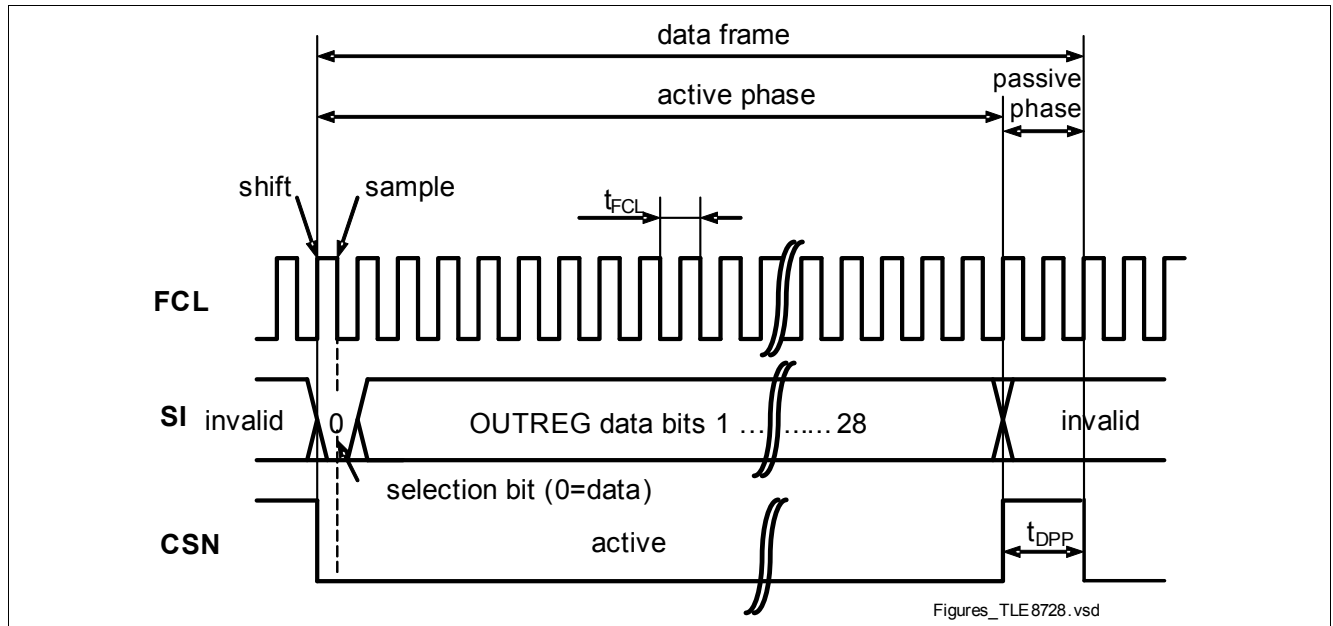 data frame
passive
phase
active phase
shift
sample
tFCL
FCL
SI
invalid
0
OUTREG data bits 1 ........... 28
invalid
selection bit (0=data)
CSN
active
tDPP
Figures_TLE8728.vsd